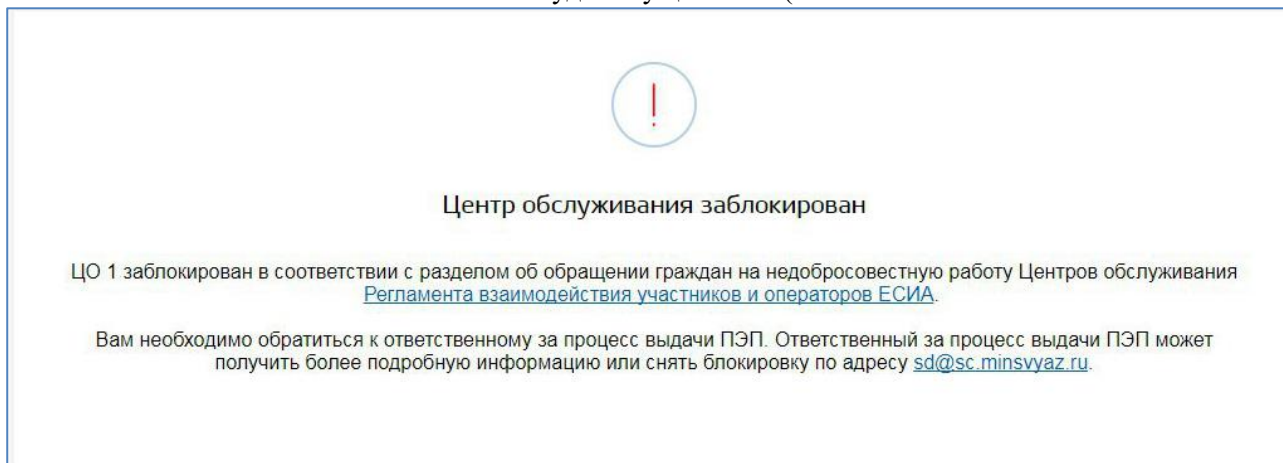 !
Центр обслуживания заблокирован
ЦО 1 заблокирован в соответствии с разделом об обращении граждан на недобросовестную работу Центров обслуживания
Регламента взаимодействия участников и операторов ЕСИА.
Вам необходимо обратиться к ответственному за процесс выдачи ПЭП. Ответственный за процесс выдачи ПЭП может
получить более подробную информацию или снять блокировку по адресу sd@sc.minsvyaz.ru.